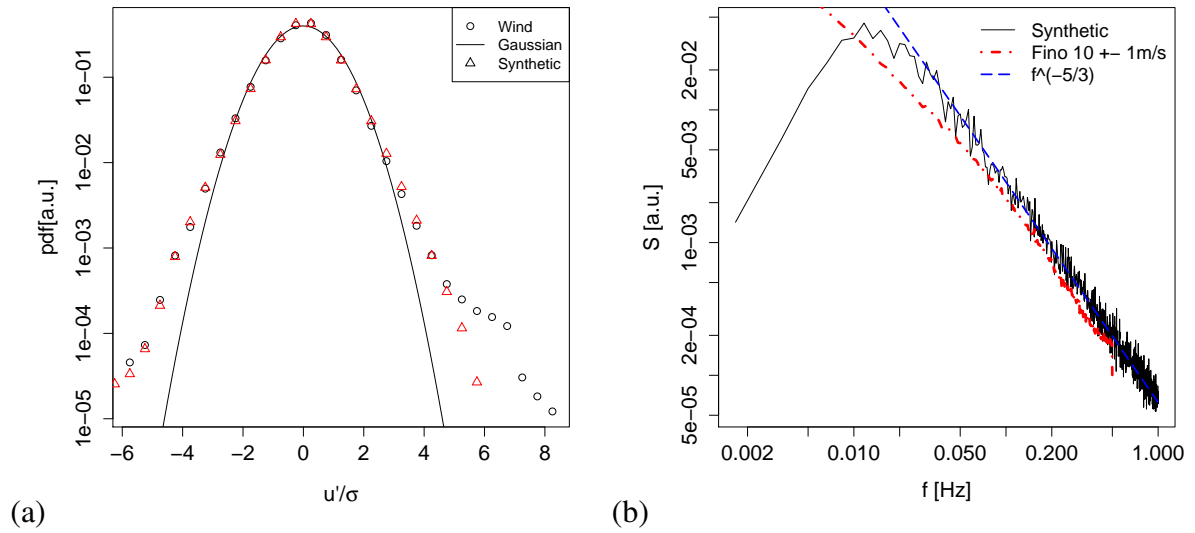 Wind
Gaussian
Synthetic
pdf[a.u.]
1e−01
1e−02
1e−03
1e−04
1e−05
−6 −4 −2 0 2 4 6 8
u'/σ
(a)
Synthetic
Fino 10 +− 1m/s
f^(−5/3)
S [a.u.]
2e−02
5e−03
1e−03
2e−04
5e−05
0.002 0.010 0.050 0.200 1.000
f [Hz]
(b)